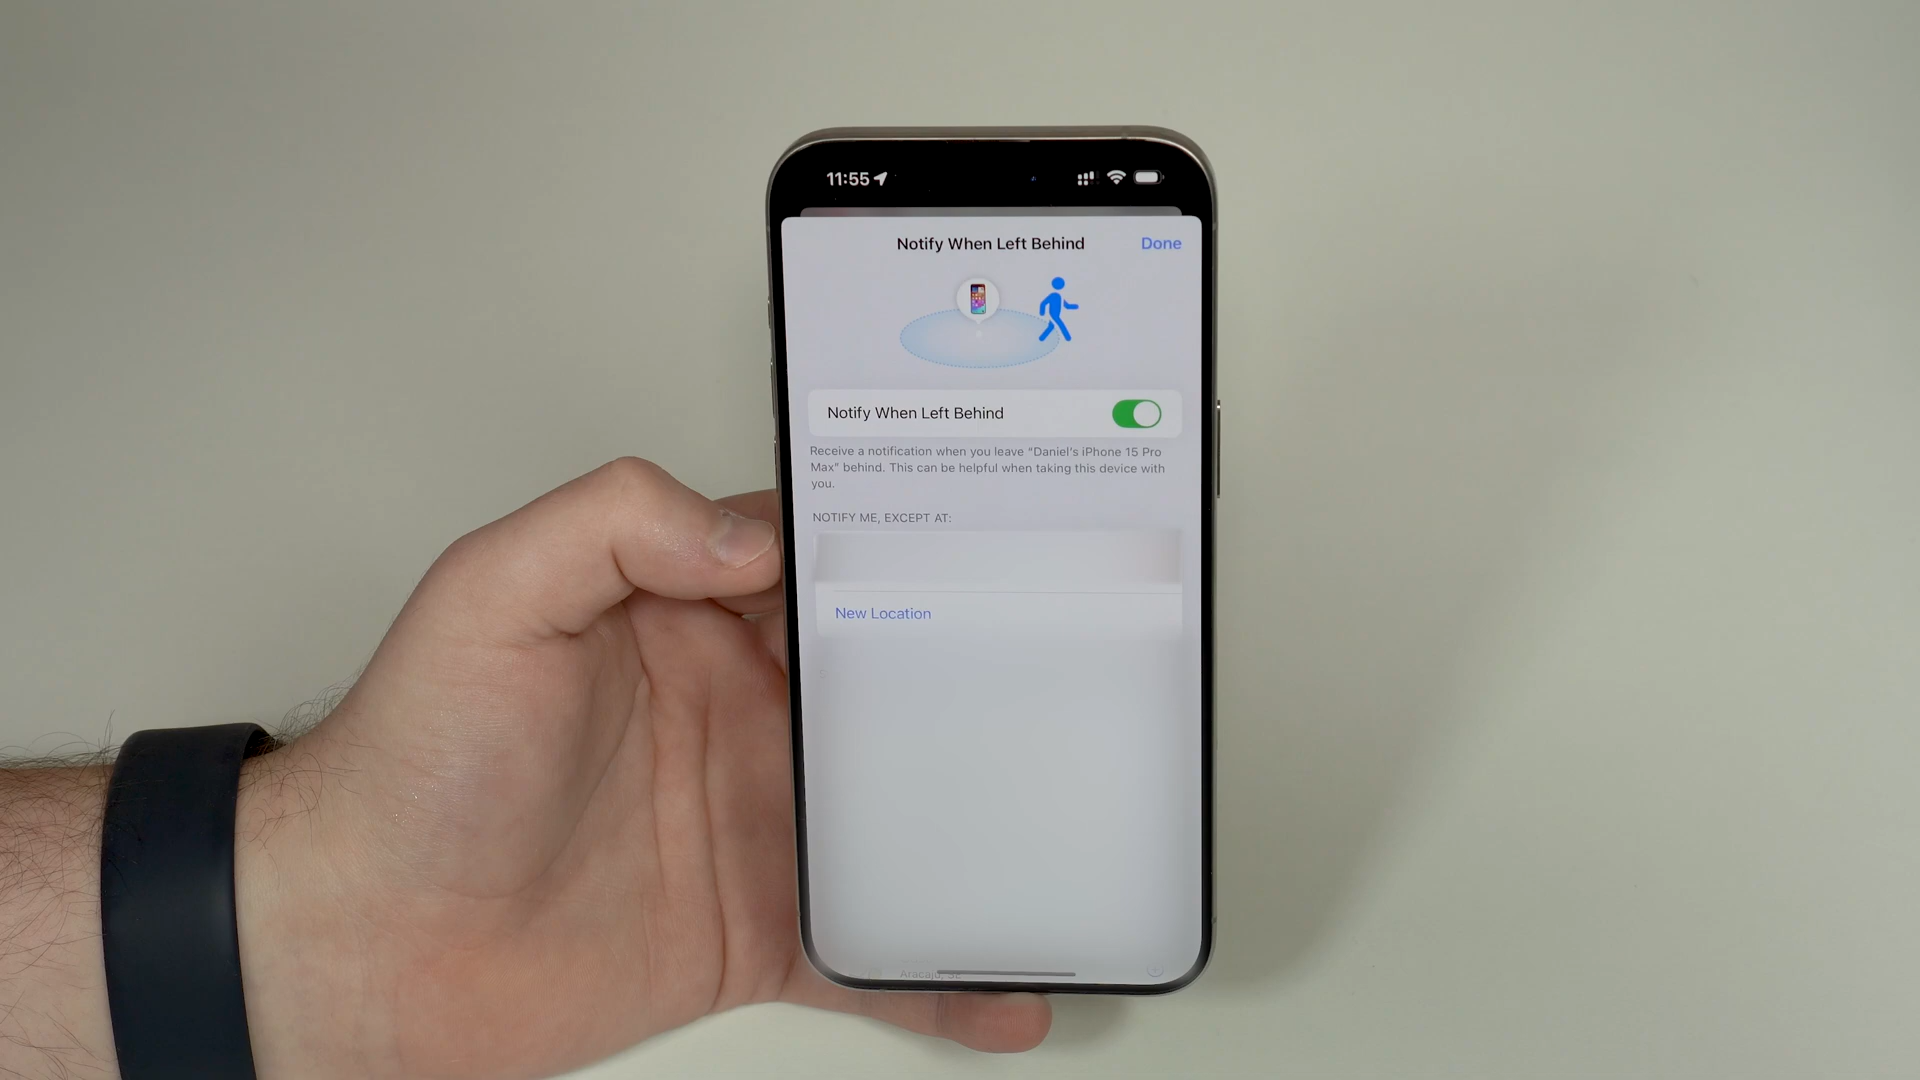 11:55
Notify When Left Behind
Done
Notify When Left Behind
Receive a notification when you leave “Daniel’s iPhone 15 Pro
Max” behind. This can be helpful when taking this device with
you.
NOTIFY ME, EXCEPT AT:
New Location
Aracaju, SE